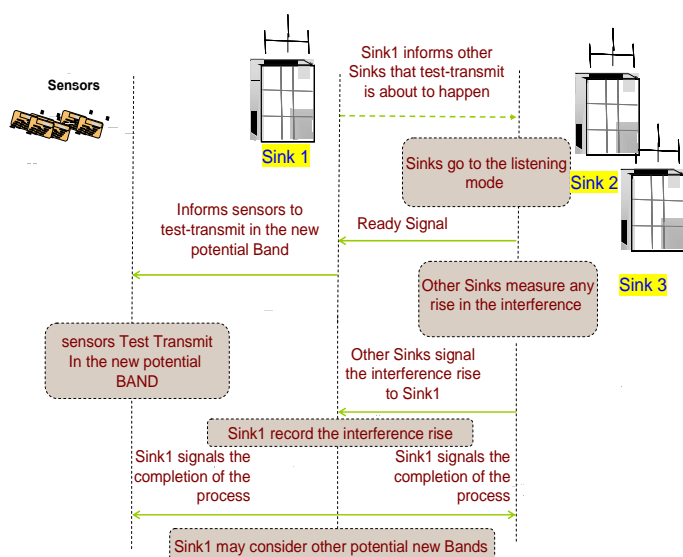 Sensors
Sink1 informs other
Sinks that test-transmit
is about to happen
Sink 1
Sinks go to the listening
mode
Sink 2
Informs sensors to
test-transmit in the new
potential Band
Ready Signal
Other Sinks measure any
rise in the interference
Sink 3
sensors Test Transmit
In the new potential
BAND
Other Sinks signal
the interference rise
to Sink1
Sink1 record the interference rise
Sink1 signals the
completion of the
process
Sink1 signals the
completion of the
process
Sink1 may consider other potential new Bands